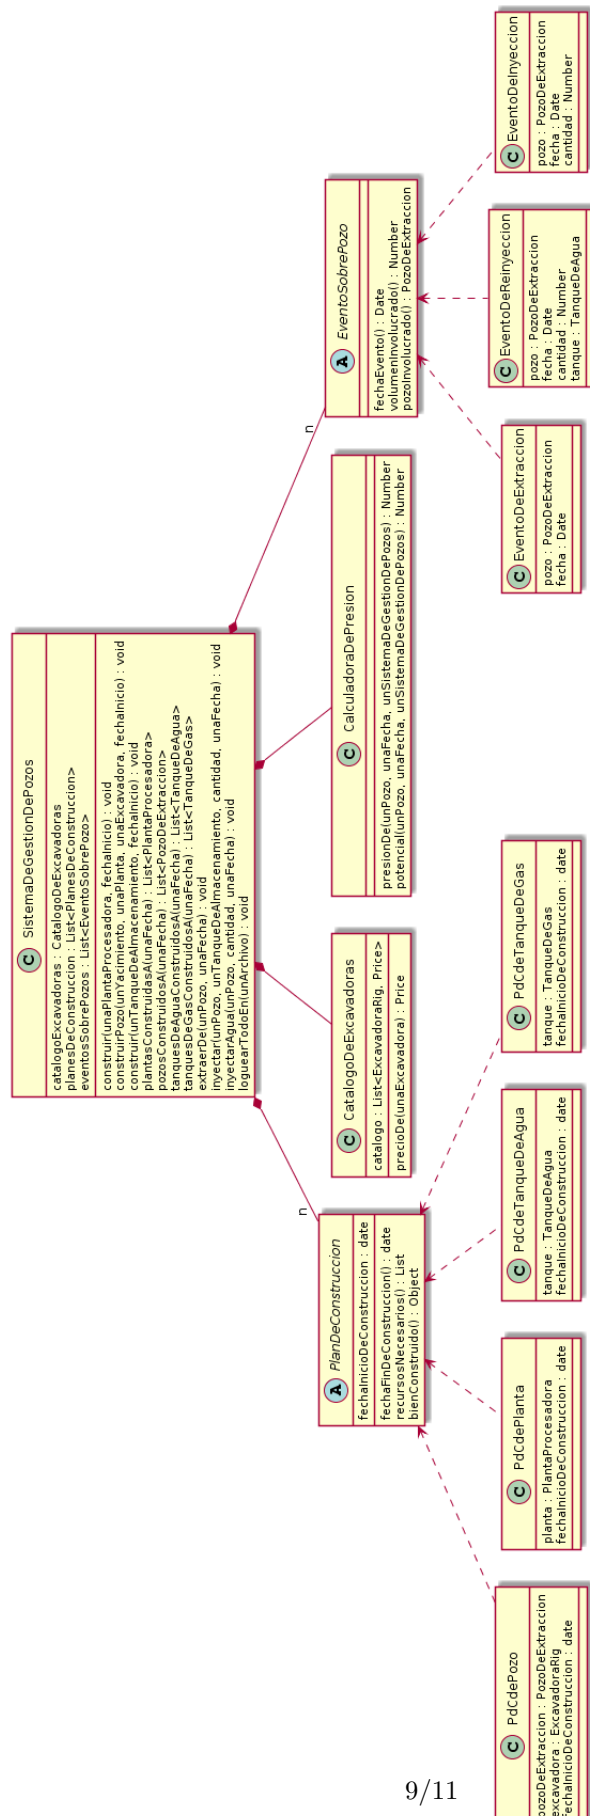 C SistemaDeGestionDePozos
catalogoExcavadoras : CatalogoDeExcavadoras
planesDeConstruccion : List<PlanesDeConstruccion>
eventosSobrePozos : List<EventoSobrePozo>
construir(unaPlantaProcesadora, fechaInicio) : void
construirPozo(unYacimiento, unaPlanta, unaExcavadora, fechaInicio) : void
construir(unTanqueDeAlmacenamiento, fechaInicio) : void
plantasConstruidasA(unaFecha) : List<PlantaProcesadora>
pozosConstruidosA(unaFecha) : List<PozoDeExtraccion>
tanquesDeAguaConstruidosA(unaFecha) : List<TanqueDeAgua>
tanquesDeGasConstruidosA(unaFecha) : List<TanqueDeGas>
extraerDe(unPozo, unaFecha) : void
inyectar(unPozo, unTanqueDeAlmacenamiento, cantidad, unaFecha) : void
inyectarAgua(unPozo, cantidad, unaFecha) : void
loguearTodoEn(unArchivo) : void
n
n
A PlanDeConstruccion
fechaInicioDeConstruccion : date
fechaFinDeConstruccion() : date
recursosNecesarios() : List
bienConstruido() : Object
C CatalogoDeExcavadoras
catalogo : List<ExcavadoraRig, Price>
precioDe(unaExcavadora) : Price
C CalculadoraDePresion
presionDe(unPozo, unaFecha, unSistemaDeGestionDePozos) : Number
potencial(unPozo, unaFecha, unSistemaDeGestionDePozos) : Number
A EventoSobrePozo
fechaEvento() : Date
volumenInvolucrado() : Number
pozoInvolucrado() : PozoDeExtraccion
C PdCdePozo
pozoDeExtraccion : PozoDeExtraccion
excavadora : ExcavadoraRig
fechaInicioDeConstruccion : date
C PdCdePlanta
planta : PlantaProcesadora
fechaInicioDeConstruccion : date
C PdCdeTanqueDeAgua
tanque : TanqueDeAgua
fechaInicioDeConstruccion : date
C PdCdeTanqueDeGas
tanque : TanqueDeGas
fechaInicioDeConstruccion : date
C EventoDeExtraccion
pozo : PozoDeExtraccion
fecha : Date
C EventoDeReInyeccion
pozo : PozoDeExtraccion
fecha : Date
cantidad : Number
tanque : TanqueDeAgua
C EventoDeInyeccion
pozo : PozoDeExtraccion
fecha : Date
cantidad : Number
9/11